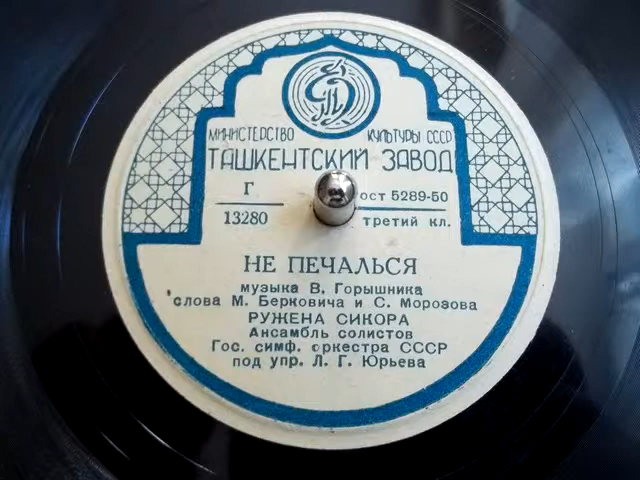 МИНИСТЕРСТВО КУЛЬТУРЫ СССР
ТАШКЕНТСКИЙ ЗАВОД
Г ост 5289-50
13280 третий кл.
НЕ ПЕЧАЛЬСЯ
музыка В. Горышника
слова М. Берковича и С. Морозова
РУЖЕНА СИКОРА
Ансамбль солистов
Гос. симф. оркестра СССР
под упр. Л. Г. Юрьева